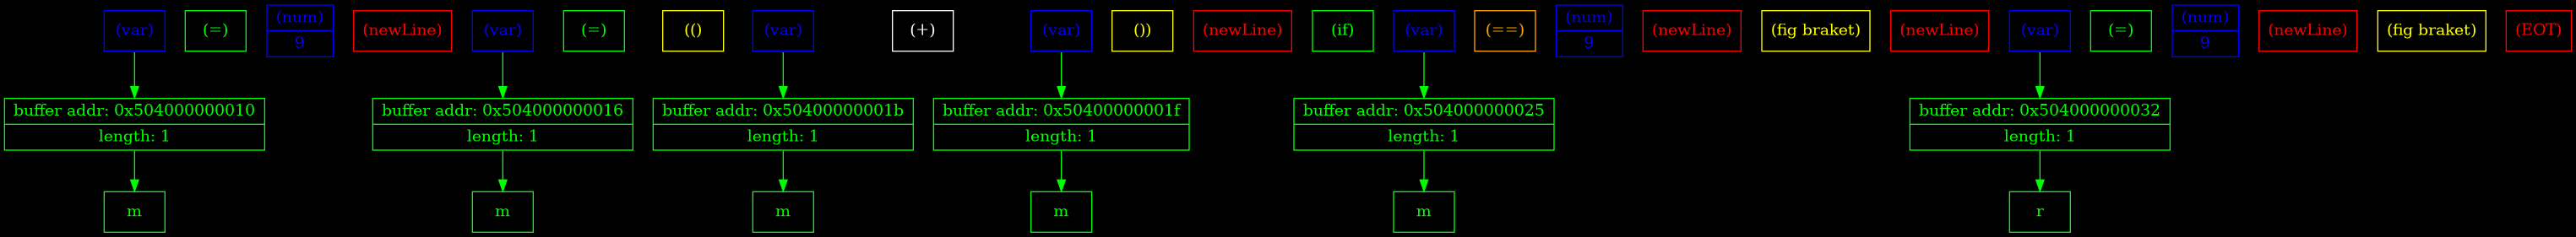 (var) (=) (num) (newLine) (var) (=) (() (var) (+) (var) ()) (newLine) (if) (var) (==) (num) (newLine) (fig braket) (newLine) (var) (=) (num) (newLine) (fig braket) (EOT)
9 9 9
buffer addr: 0x504000000010 buffer addr: 0x504000000016 buffer addr: 0x50400000001b buffer addr: 0x50400000001f buffer addr: 0x504000000025 buffer addr: 0x504000000032
length: 1 length: 1 length: 1 length: 1 length: 1 length: 1
m m m m m r